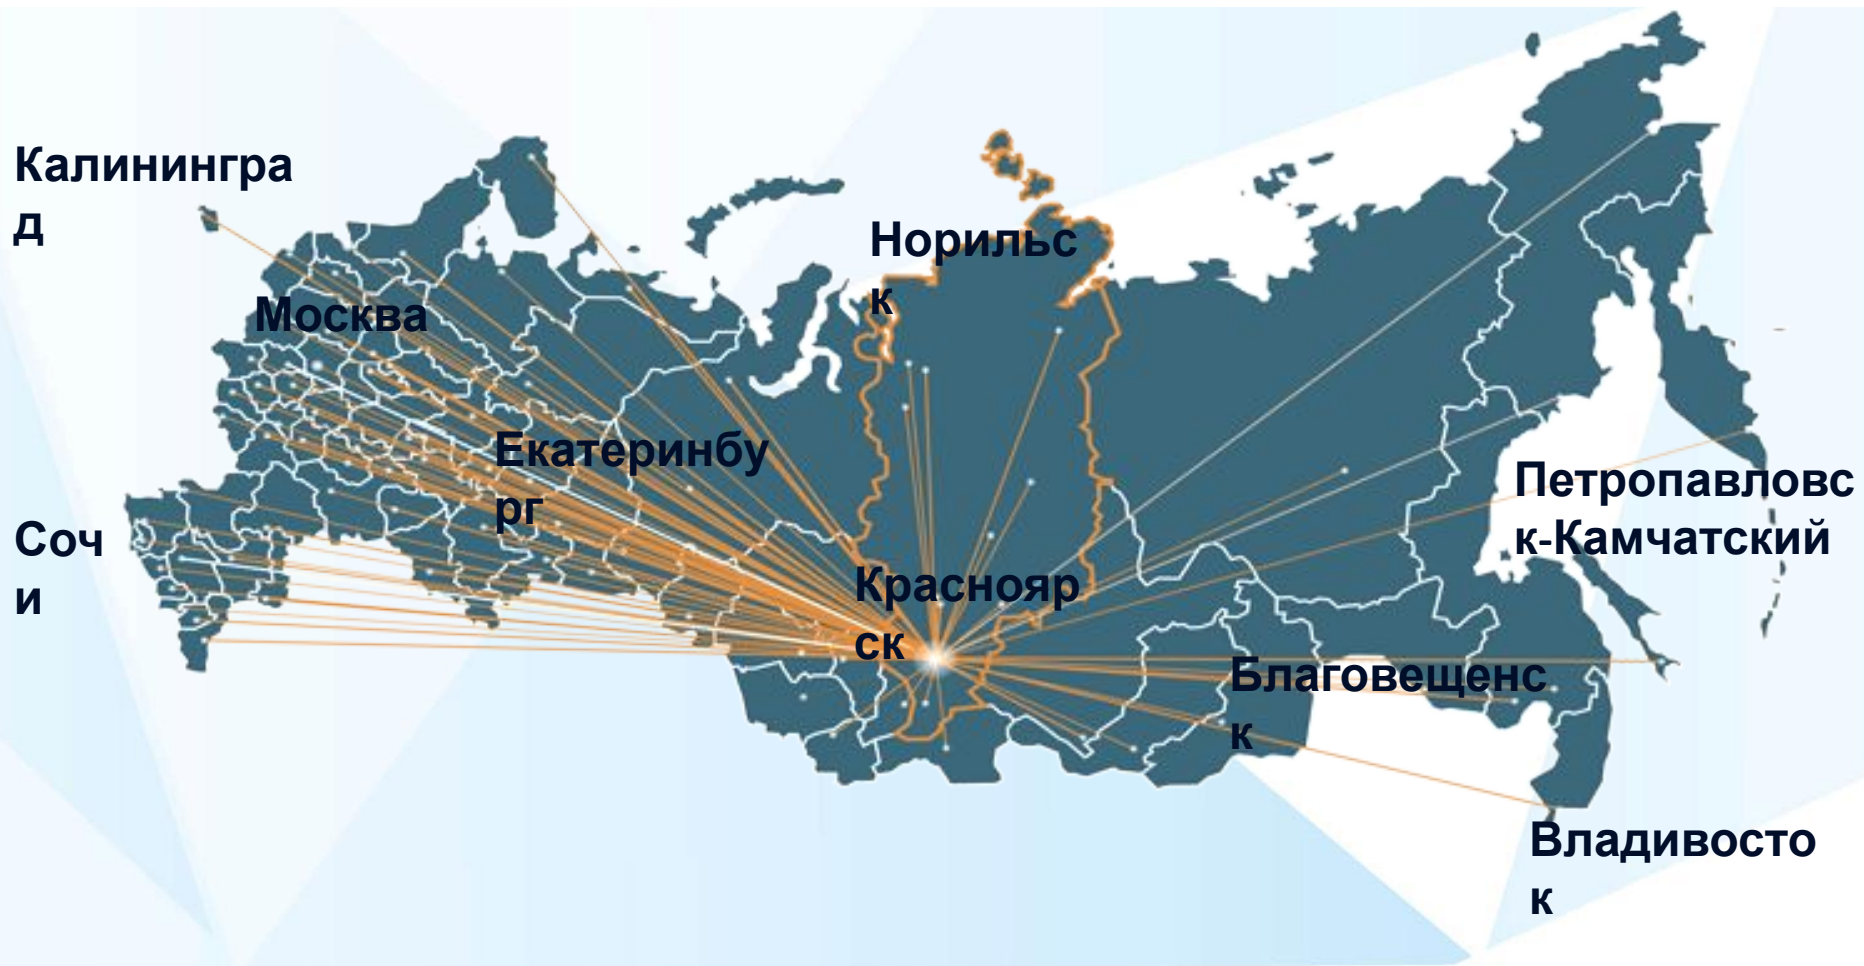 Калинингра
д
Норильс
к
Москва
Екатеринбу
рг
Петропавловс
к-Камчатский
Соч
и
Краснояр
ск
Благовещенс
к
Владивосто
к